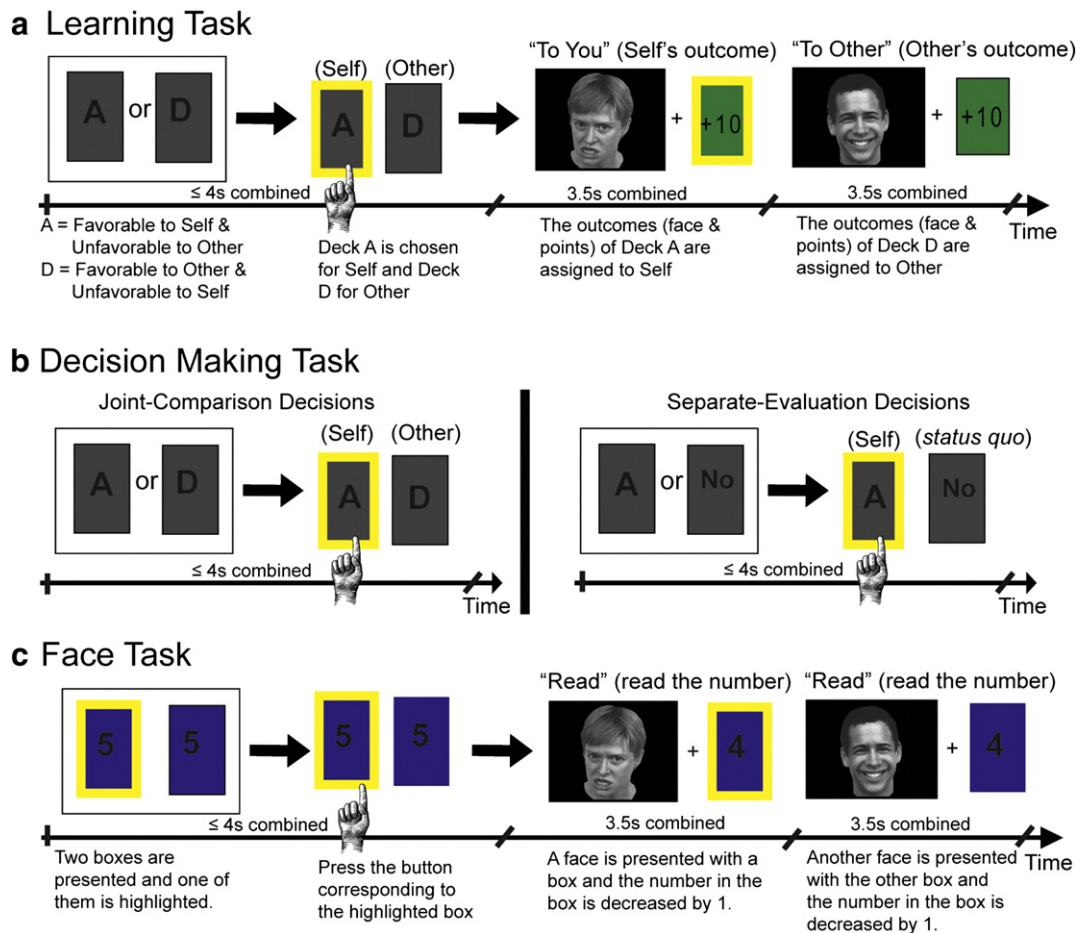 a Learning Task
(Self) (Other)
"To You" (Self's outcome)
"To Other" (Other's outcome)
A or D
A D
+ +10
+ +10
≤ 4s combined
3.5s combined
3.5s combined
Time
A = Favorable to Self &
Unfavorable to Other
D = Favorable to Other &
Unfavorable to Self
Deck A is chosen
for Self and Deck
D for Other
The outcomes (face &
points) of Deck A are
assigned to Self
The outcomes (face &
points) of Deck D are
assigned to Other
b Decision Making Task
Joint-Comparison Decisions
(Self) (Other)
A or D
A D
≤ 4s combined
Time
Separate-Evaluation Decisions
(Self) (status quo)
A or No
A No
≤ 4s combined
Time
c Face Task
"Read" (read the number)
"Read" (read the number)
5 5
5 5
+ 4
+ 4
≤ 4s combined
3.5s combined
3.5s combined
Time
Two boxes are
presented and one of
them is highlighted.
Press the button
corresponding to
the highlighted box
A face is presented with a
box and the number in the
box is decreased by 1.
Another face is presented
with the other box and
the number in the box is
decreased by 1.